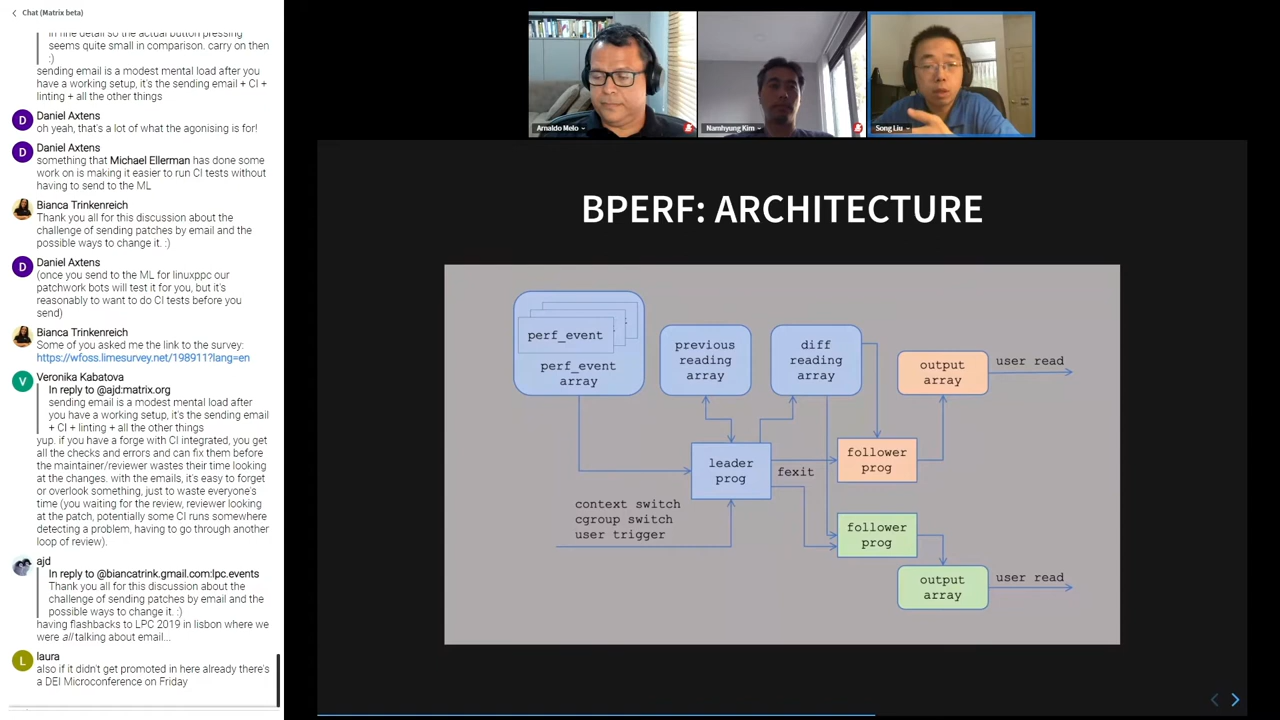 Chat (Matrix beta)
in fine detail so the actual button pressing
seems quite small in comparison. carry on then
:)
sending email is a modest mental load after you
have a working setup, it's the sending email + CI +
linting + all the other things
D
Daniel Axtens
oh yeah, that's a lot of what the agonising is for!
D
Daniel Axtens
something that Michael Ellerman has done some
work on is making it easier to run CI tests without
having to send to the ML
Bianca Trinkenreich
Thank you all for this discussion about the
challenge of sending patches by email and the
possible ways to change it. :)
D
Daniel Axtens
(once you send to the ML for linuxppc our
patchwork bots will test it for you, but it's
reasonably to want to do CI tests before you
send)
Bianca Trinkenreich
Some of you asked me the link to the survey:
https://wfoss.limesurvey.net/198911?lang=en
V
Veronika Kabatova
In reply to @ajd:matrix.org
sending email is a modest mental load after
you have a working setup, it's the sending email
+ CI + linting + all the other things
yup. if you have a forge with CI integrated, you get
all the checks and errors and can fix them before
the maintainer/reviewer wastes their time looking
at the changes. with the emails, it's easy to forget
or overlook something, just to waste everyone's
time (you waiting for the review, reviewer looking
at the patch, potentially some CI runs somewhere
detecting a problem, having to go through another
loop of review).
ajd
In reply to @biancatrink.gmail.com:lpc.events
Thank you all for this discussion about the
challenge of sending patches by email and the
possible ways to change it. :)
having flashbacks to LPC 2019 in lisbon where we
were all talking about email...
L
laura
also if it didn't get promoted in here already there's
a DEI Microconference on Friday
Arnaldo Melo
Namhyung Kim
Song Liu
BPERF: ARCHITECTURE
perf_event
perf_event
array
previous
reading
array
diff
reading
array
output
array
user read
leader
prog
fexit
follower
prog
context switch
cgroup switch
user trigger
follower
prog
output
array
user read